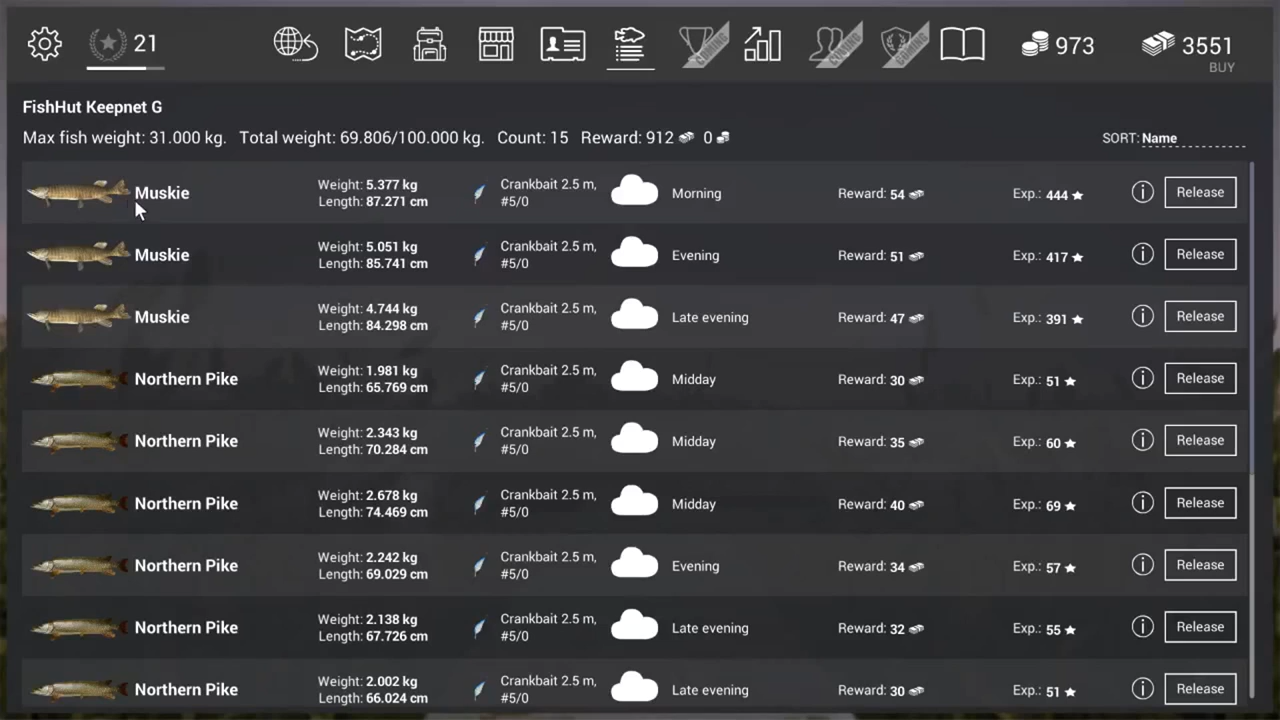 21
COMING
COMING
COMING
973
3551
BUY
FishHut Keepnet G
Max fish weight: 31.000 kg. Total weight: 69.806/100.000 kg. Count: 15 Reward: 912 0
SORT: Name
Muskie
Weight: 5.377 kg
Length: 87.271 cm
Crankbait 2.5 m,
#5/0
Morning
Reward: 54
Exp.: 444
Release
Muskie
Weight: 5.051 kg
Length: 85.741 cm
Crankbait 2.5 m,
#5/0
Evening
Reward: 51
Exp.: 417
Release
Muskie
Weight: 4.744 kg
Length: 84.298 cm
Crankbait 2.5 m,
#5/0
Late evening
Reward: 47
Exp.: 391
Release
Northern Pike
Weight: 1.981 kg
Length: 65.769 cm
Crankbait 2.5 m,
#5/0
Midday
Reward: 30
Exp.: 51
Release
Northern Pike
Weight: 2.343 kg
Length: 70.284 cm
Crankbait 2.5 m,
#5/0
Midday
Reward: 35
Exp.: 60
Release
Northern Pike
Weight: 2.678 kg
Length: 74.469 cm
Crankbait 2.5 m,
#5/0
Midday
Reward: 40
Exp.: 69
Release
Northern Pike
Weight: 2.242 kg
Length: 69.029 cm
Crankbait 2.5 m,
#5/0
Evening
Reward: 34
Exp.: 57
Release
Northern Pike
Weight: 2.138 kg
Length: 67.726 cm
Crankbait 2.5 m,
#5/0
Late evening
Reward: 32
Exp.: 55
Release
Northern Pike
Weight: 2.002 kg
Length: 66.024 cm
Crankbait 2.5 m,
#5/0
Late evening
Reward: 30
Exp.: 51
Release